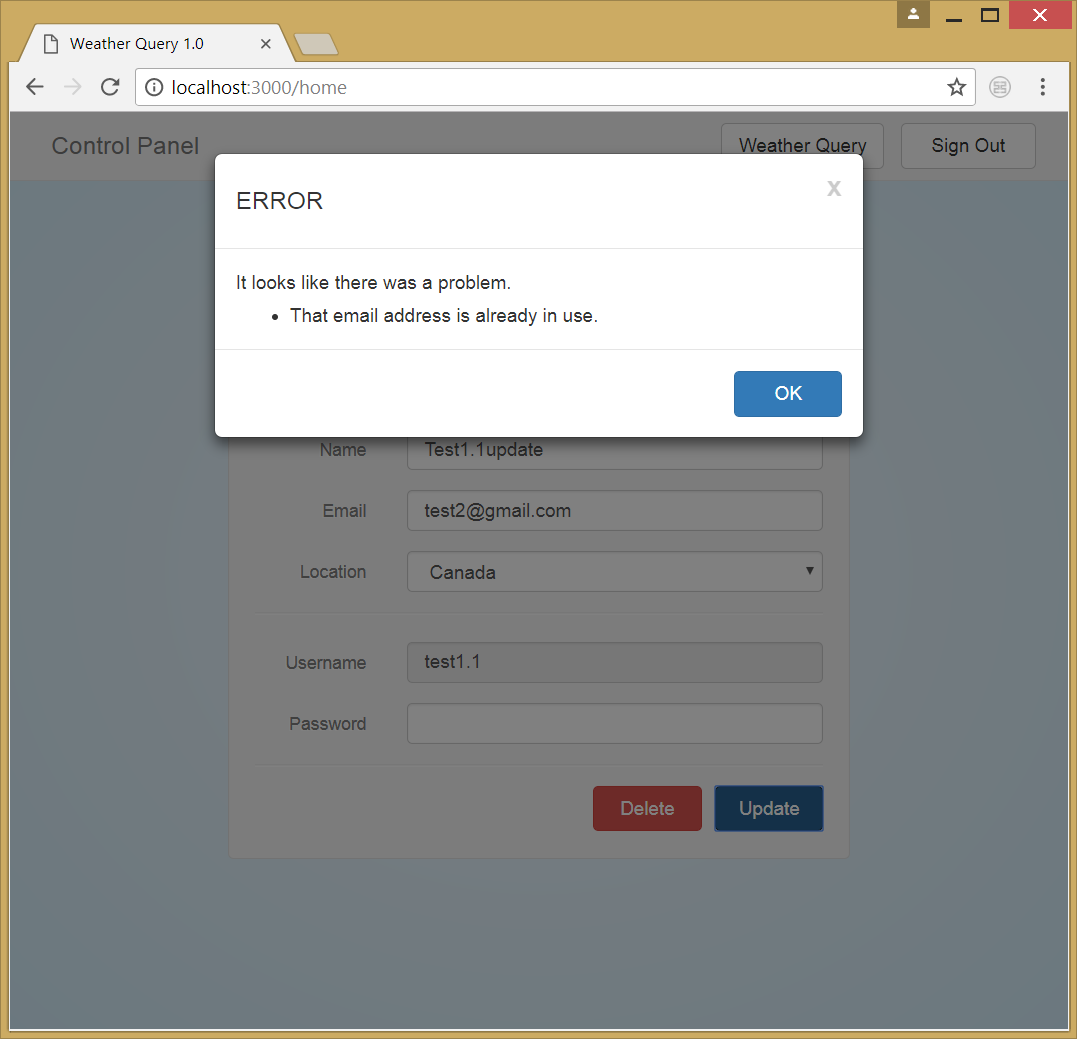 Weather Query 1.0
localhost:3000/home
Control Panel
Weather Query
Sign Out
ERROR
X
It looks like there was a problem.
• That email address is already in use.
OK
Name
Test1.1update
Email
test2@gmail.com
Location
Canada
Username
test1.1
Password
Delete
Update